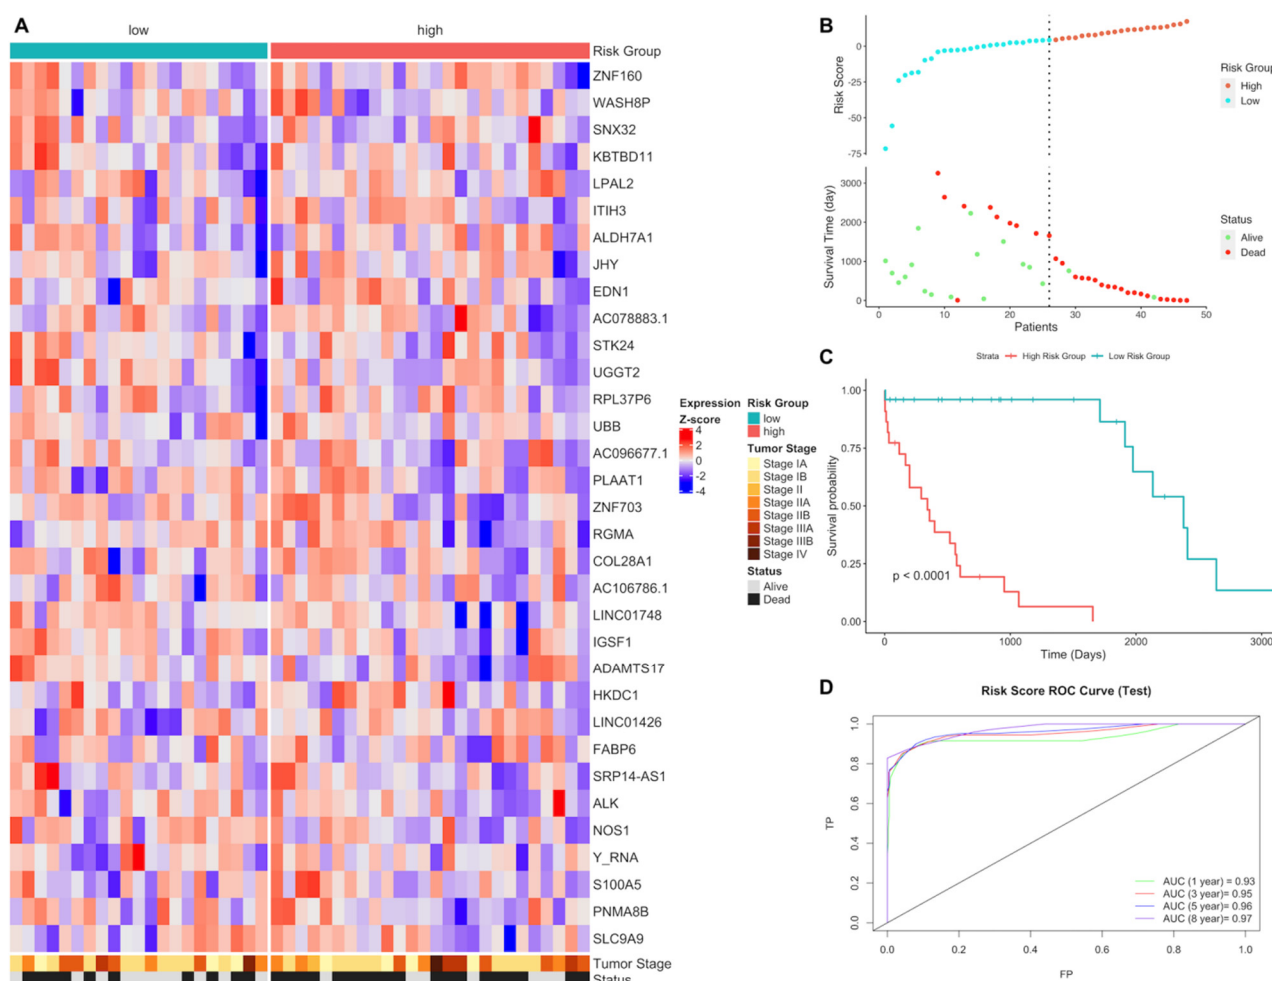 A
low
high
Risk Group
ZNF160
WASH8P
SNX32
KBTBD11
LPAL2
ITIH3
ALDH7A1
JHY
EDN1
AC078883.1
STK24
UGGT2
RPL37P6
UBB
AC096677.1
PLAAT1
ZNF703
RGMA
COL28A1
AC106786.1
LINC01748
IGSF1
ADAMTS17
HKDC1
LINC01426
FABP6
SRP14-AS1
ALK
NOS1
Y_RNA
S100A5
PNMA8B
SLC9A9
Tumor Stage
Status
Expression
Z-score
4
2
0
-2
-4
Risk Group
low
high
Tumor Stage
Stage IA
Stage IB
Stage II
Stage IIA
Stage IIB
Stage IIIA
Stage IIIB
Stage IV
Status
Alive
Dead
B
Risk Score
0
-25
-50
-75
Risk Group
High
Low
Survival Time (day)
3000
2000
1000
0
Status
Alive
Dead
0 10 20 30 40 50
Patients
C
Strata High Risk Group Low Risk Group
Survival probability
1.00
0.75
0.50
0.25
0.00
p < 0.0001
0 1000 2000 3000
Time (Days)
D
Risk Score ROC Curve (Test)
TP
1.0
0.8
0.6
0.4
0.2
0.0
AUC (1 year) = 0.93
AUC (3 year)= 0.95
AUC (5 year)= 0.96
AUC (8 year)= 0.97
0.0 0.2 0.4 0.6 0.8 1.0
FP